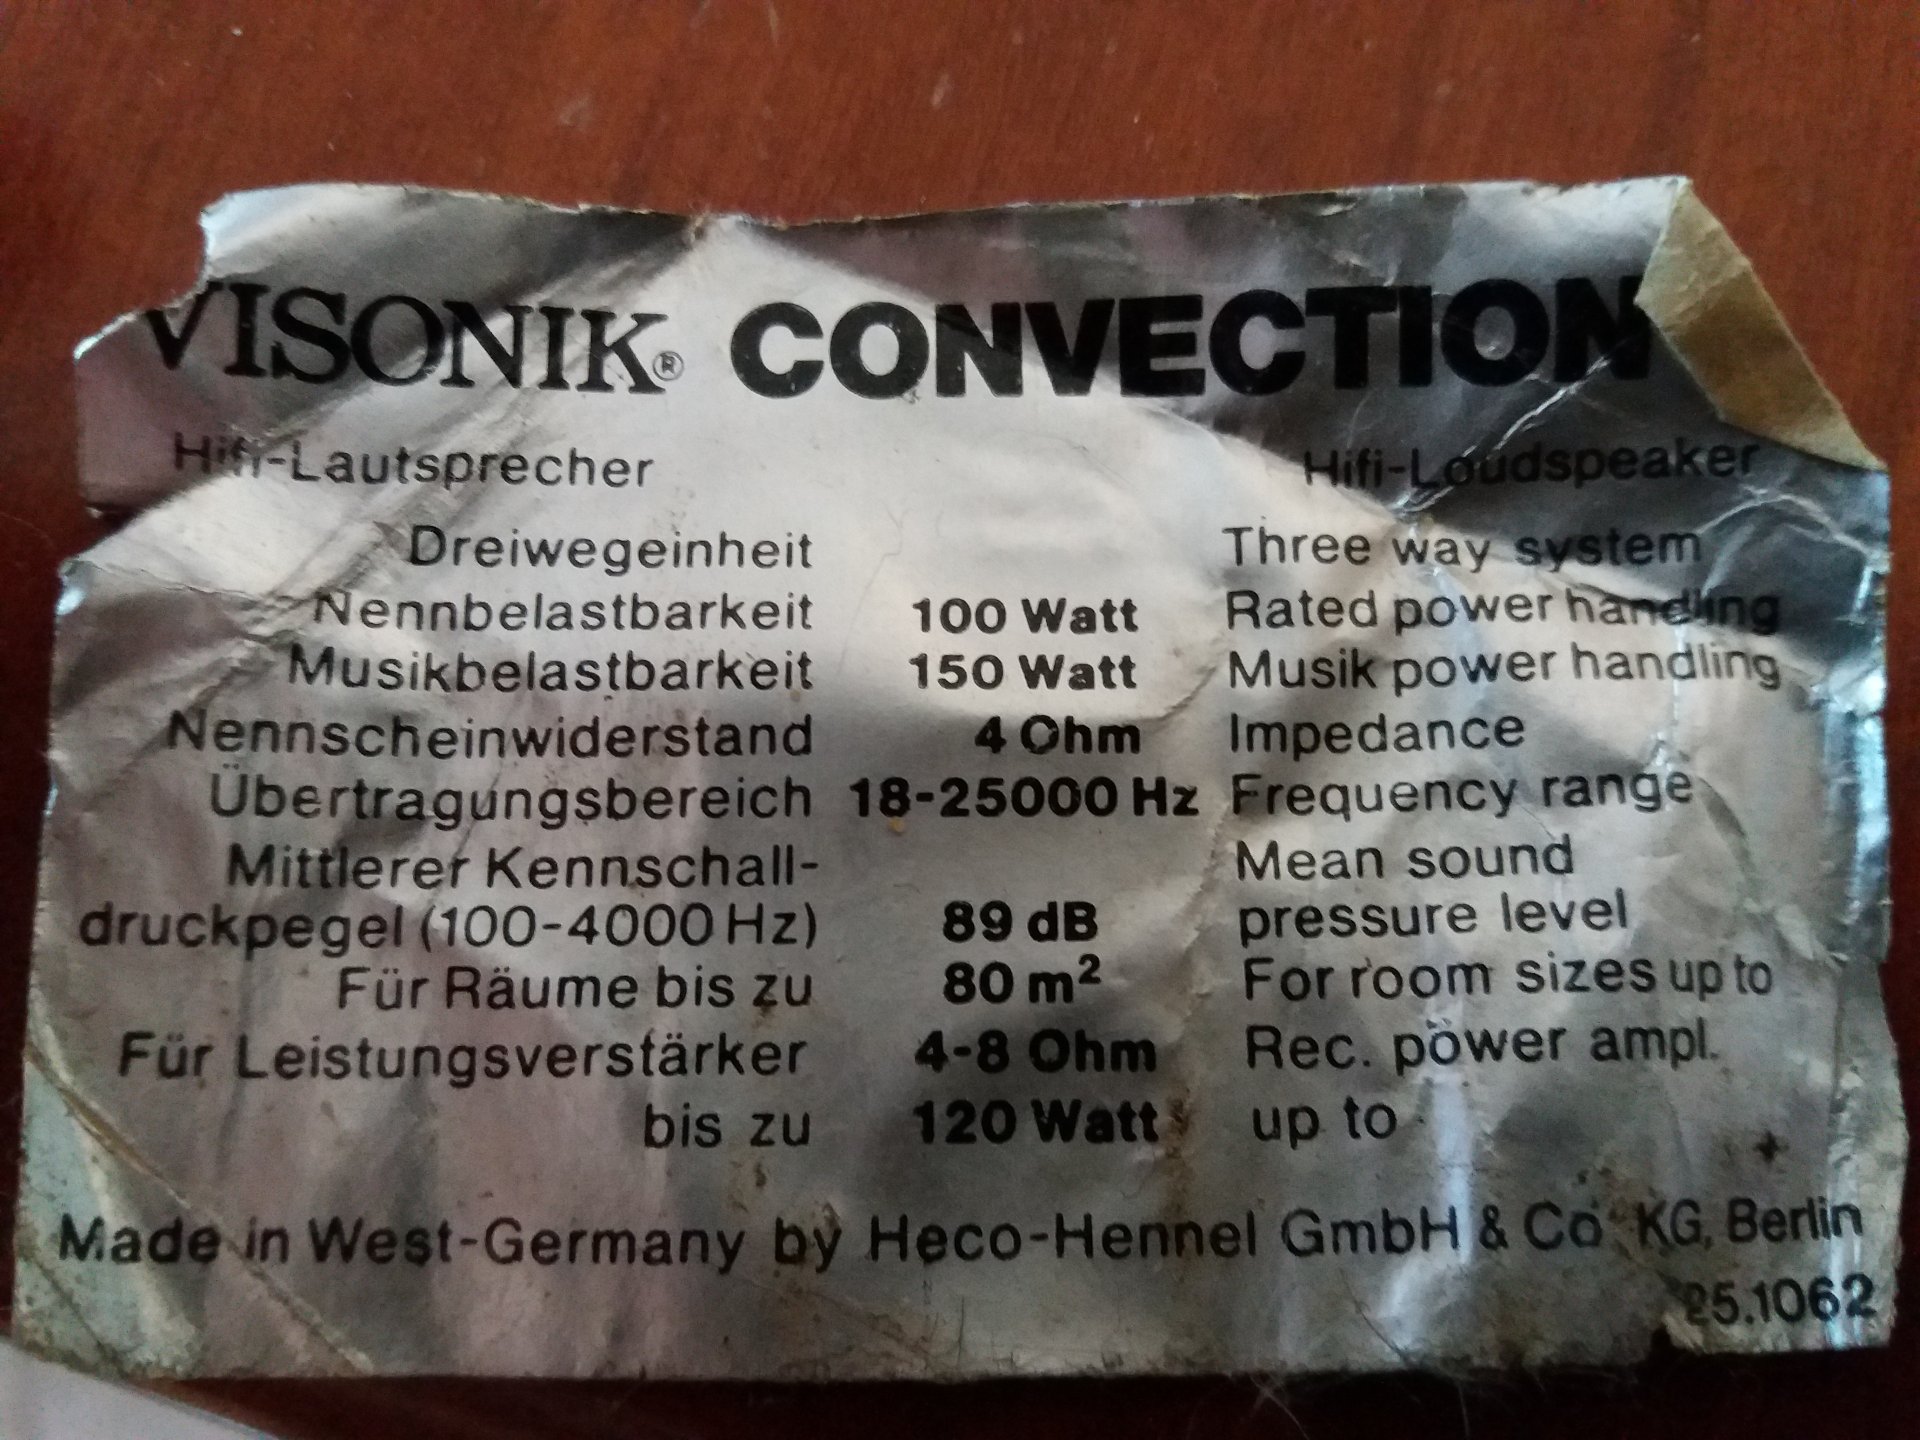 VISONIK® CONVECTION
Hifi-Lautsprecher Hifi-Loudspeaker
Dreiwegeinheit Three way system
Nennbelastbarkeit 100 Watt Rated power handling
Musikbelastbarkeit 150 Watt Musik power handling
Nennscheinwiderstand 4 Ohm Impedance
Übertragungsbereich 18-25000 Hz Frequency range
Mittlerer Kennschall- Mean sound
druckpegel (100-4000 Hz) 89 dB pressure level
Für Räume bis zu 80 m² For room sizes up to
Für Leistungsverstärker 4-8 Ohm Rec. power ampl.
bis zu 120 Watt up to
Made in West-Germany by Heco-Hennel GmbH & Co KG, Berlin
25.1062